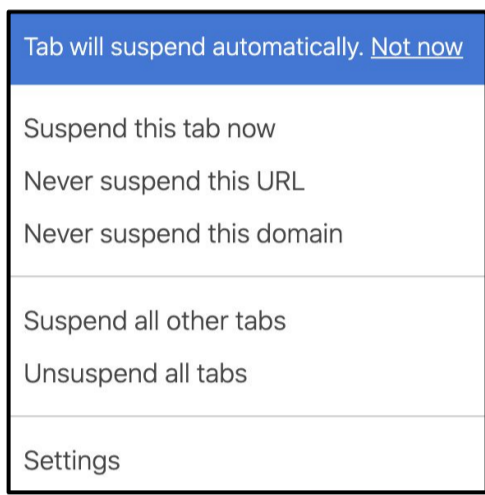 Tab will suspend automatically. Not now
Suspend this tab now
Never suspend this URL
Never suspend this domain
Suspend all other tabs
Unsuspend all tabs
Settings